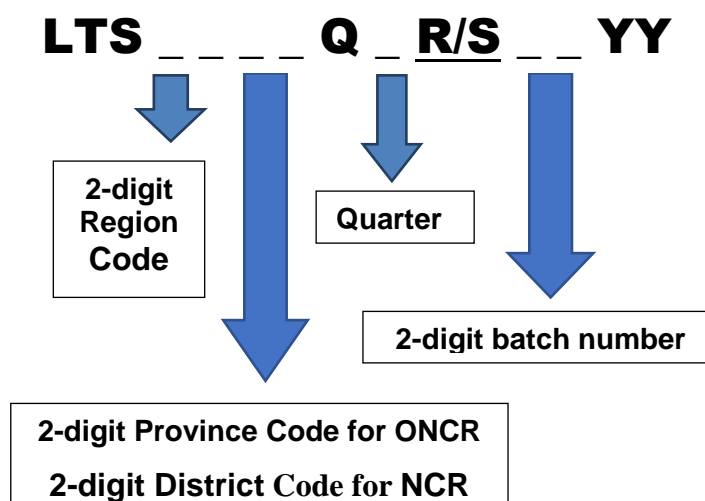 LTS _ _ _ _ Q _ R/S _ _ YY
2-digit
Region
Code
Quarter
2-digit batch number
2-digit Province Code for ONCR
2-digit District Code for NCR